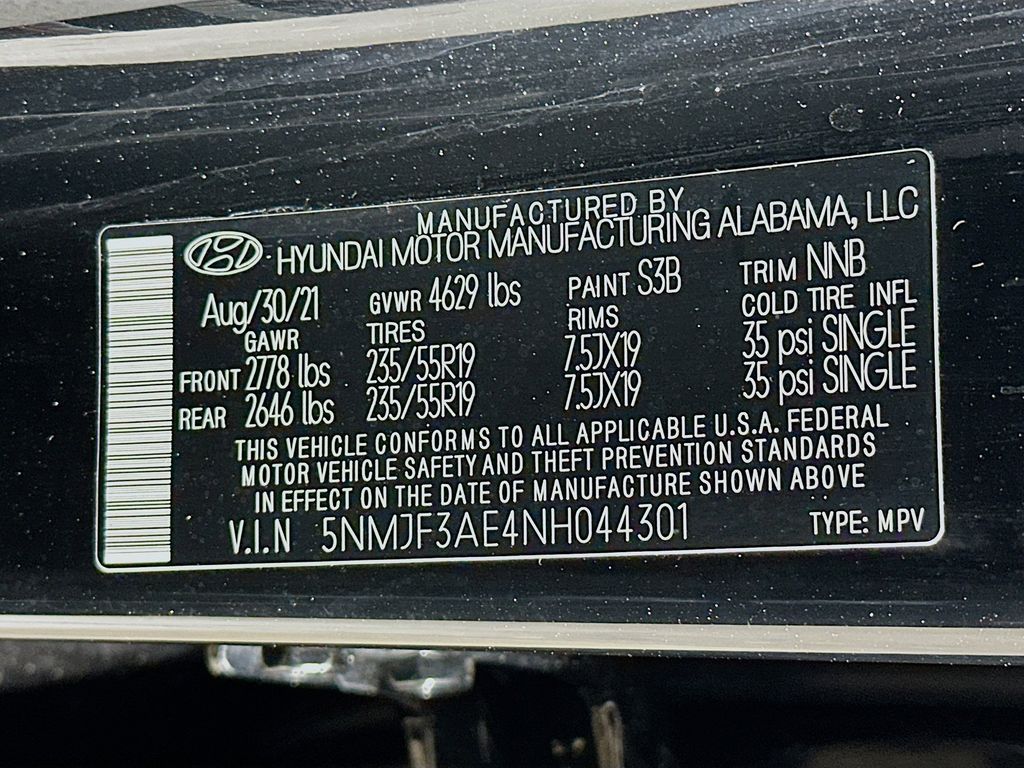 MANUFACTURED BY
HYUNDAI MOTOR MANUFACTURING ALABAMA, LLC
Aug/30/21 GVWR 4629 lbs PAINT S3B TRIM NNB
GAWR TIRES RIMS COLD TIRE INFL
FRONT 2778 lbs 235/55R19 7.5JX19 35 psi SINGLE
REAR 2646 lbs 235/55R19 7.5JX19 35 psi SINGLE
THIS VEHICLE CONFORMS TO ALL APPLICABLE U.S.A. FEDERAL
MOTOR VEHICLE SAFETY AND THEFT PREVENTION STANDARDS
IN EFFECT ON THE DATE OF MANUFACTURE SHOWN ABOVE
V.I.N 5NMJF3AE4NH044301 TYPE: MPV